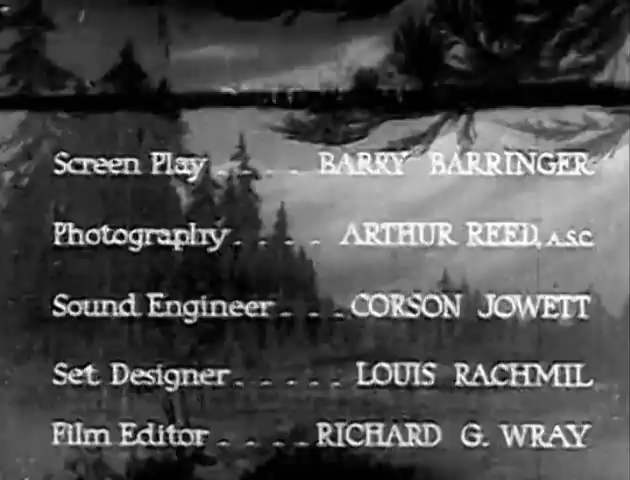 Screen Play . . . . BARRY BARRINGER
Photography . . . . ARTHUR REED, A.S.C.
Sound Engineer . . . CORSON JOWETT
Set Designer . . . . . LOUIS RACHMIL
Film Editor . . . . RICHARD G. WRAY